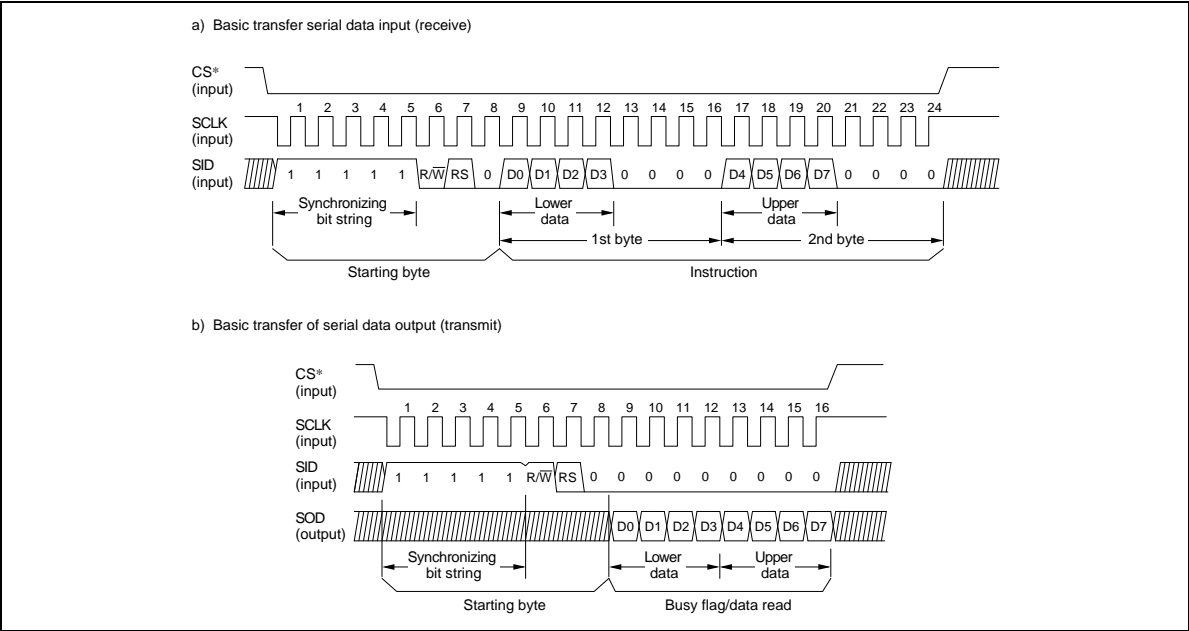 a) Basic transfer serial data input (receive)
CS*
(input)
1 2 3 4 5 6 7 8 9 10 11 12 13 14 15 16 17 18 19 20 21 22 23 24
SCLK
(input)
SID
(input)
1 1 1 1 1 R/W̅ RS 0 D0 D1 D2 D3 0 0 0 0 D4 D5 D6 D7 0 0 0 0
Synchronizing
bit string
Lower
data
Upper
data
1st byte
2nd byte
Starting byte
Instruction
b) Basic transfer of serial data output (transmit)
CS*
(input)
1 2 3 4 5 6 7 8 9 10 11 12 13 14 15 16
SCLK
(input)
SID
(input)
1 1 1 1 1 R/W̅ RS 0 0 0 0 0 0 0 0 0
SOD
(output)
D0 D1 D2 D3 D4 D5 D6 D7
Synchronizing
bit string
Lower
data
Upper
data
Starting byte
Busy flag/data read